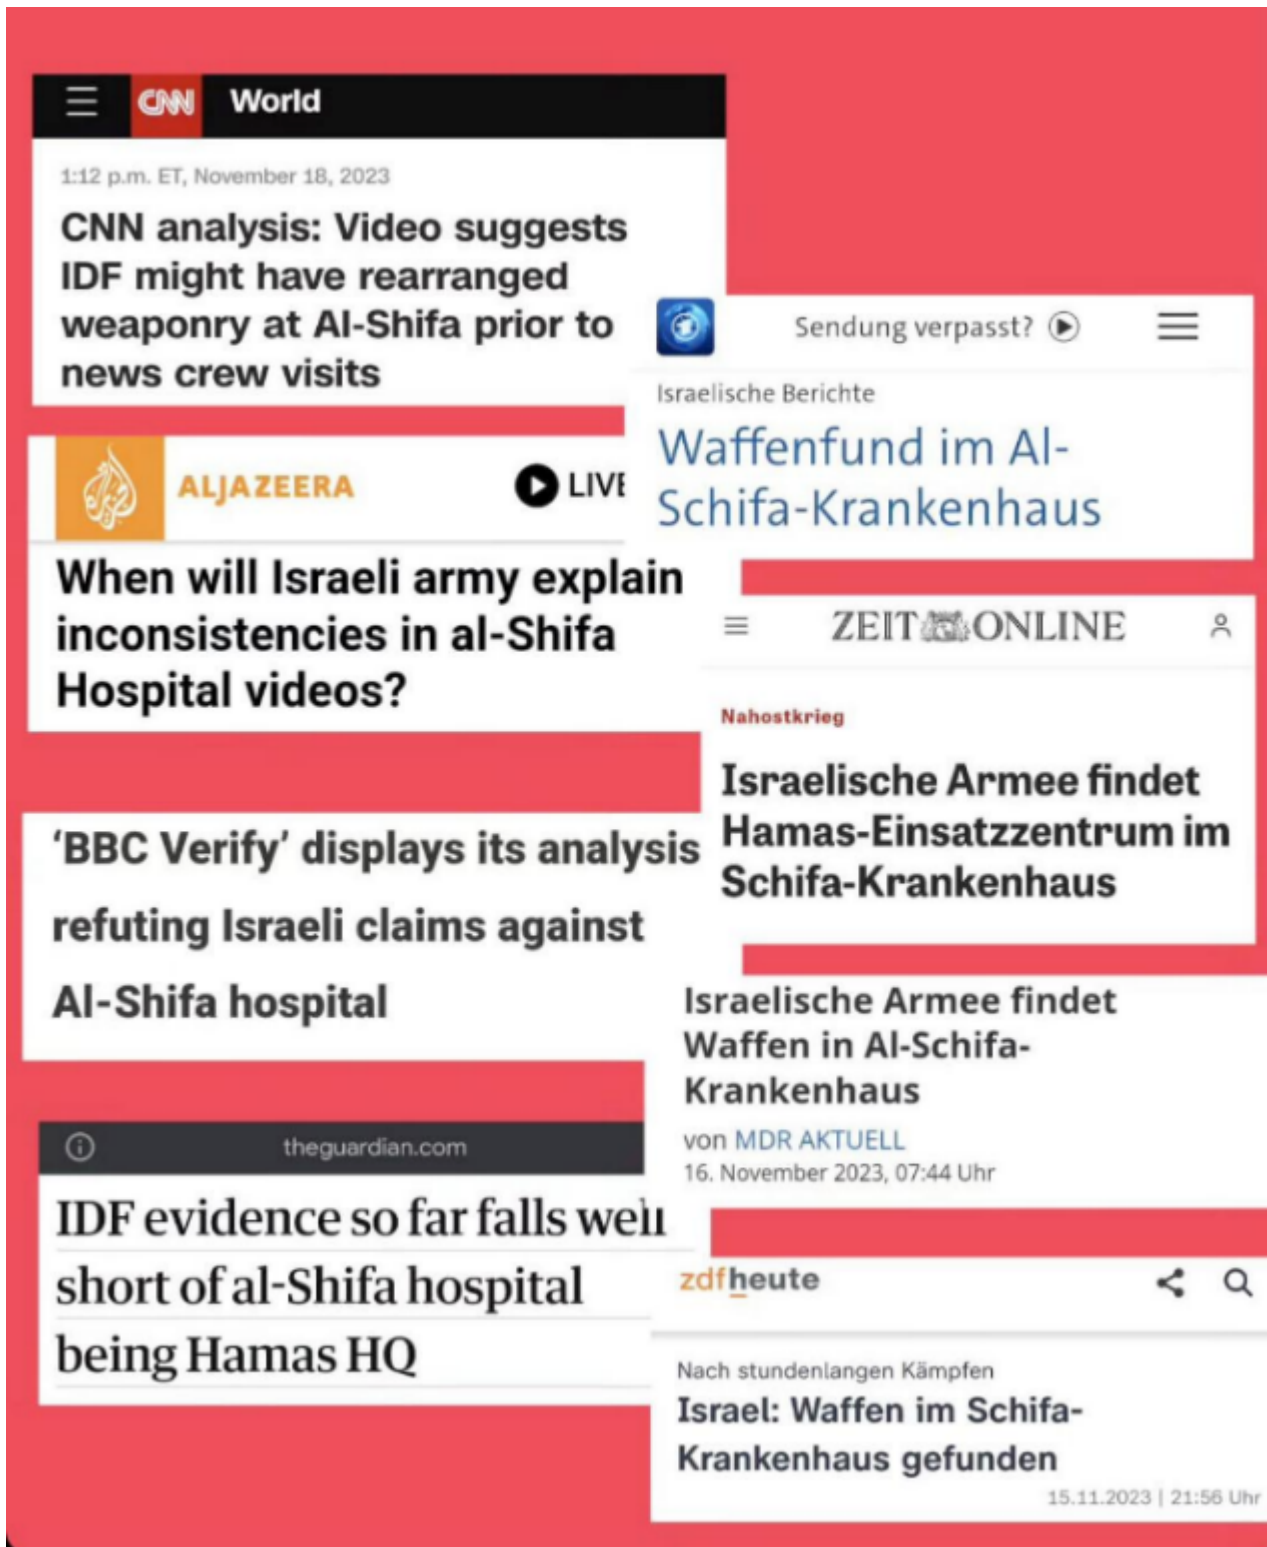 CNN World
1:12 p.m. ET, November 18, 2023
CNN analysis: Video suggests
IDF might have rearranged
weaponry at Al-Shifa prior to
news crew visits
ALJAZEERA LIVE
When will Israeli army explain
inconsistencies in al-Shifa
Hospital videos?
‘BBC Verify’ displays its analysis
refuting Israeli claims against
Al-Shifa hospital
theguardian.com
IDF evidence so far falls well
short of al-Shifa hospital
being Hamas HQ
Sendung verpasst?
Israelische Berichte
Waffenfund im Al-
Schifa-Krankenhaus
ZEIT ONLINE
Nahostkrieg
Israelische Armee findet
Hamas-Einsatzzentrum im
Schifa-Krankenhaus
Israelische Armee findet
Waffen in Al-Schifa-
Krankenhaus
von MDR AKTUELL
16. November 2023, 07:44 Uhr
zdfheute
Nach stundenlangen Kämpfen
Israel: Waffen im Schifa-
Krankenhaus gefunden
15.11.2023 | 21:56 Uhr